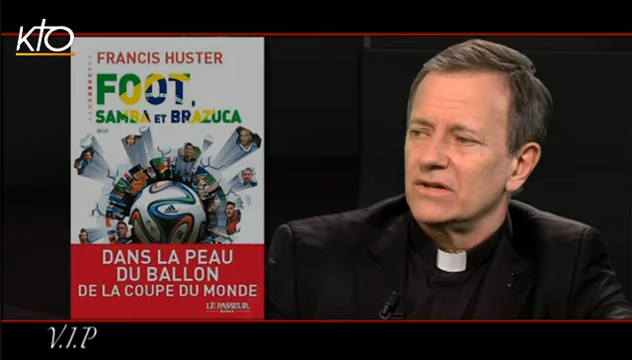 KTO
FRANCIS HUSTER
FOOT,
SAMBA ET BRAZUCA
adidas
DANS LA PEAU
DU BALLON
DE LA COUPE DU MONDE
LE PASSEUR
V.I.P